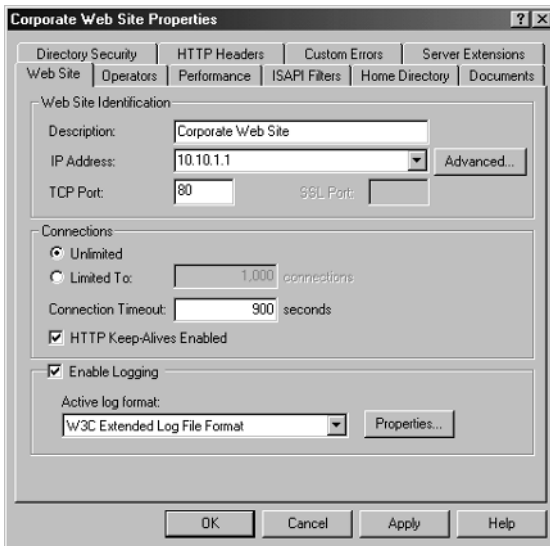 Corporate Web Site Properties
Directory Security HTTP Headers Custom Errors Server Extensions
Web Site Operators Performance ISAPI Filters Home Directory Documents
Web Site Identification
Description: Corporate Web Site
IP Address: 10.10.1.1 Advanced...
TCP Port: 80 SSL Port:
Connections
Unlimited
Limited To: 1,000 connections
Connection Timeout: 900 seconds
HTTP Keep-Alives Enabled
Enable Logging
Active log format:
W3C Extended Log File Format Properties...
OK Cancel Apply Help